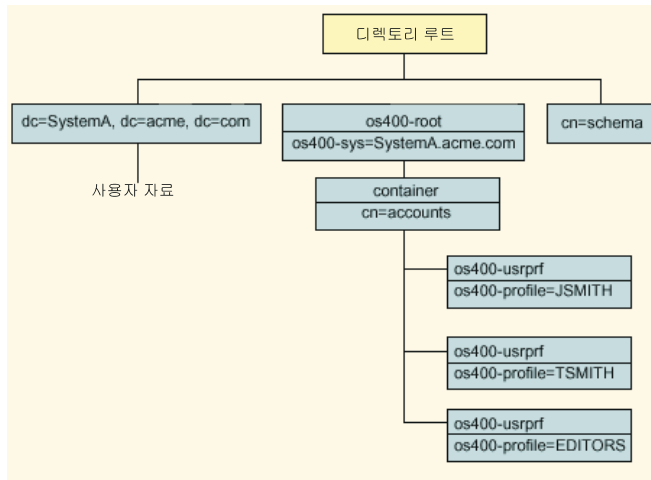 디렉토리 루트
dc=SystemA, dc=acme, dc=com
os400-root
os400-sys=SystemA.acme.com
cn=schema
사용자 자료
container
cn=accounts
os400-usrprf
os400-profile=JSMITH
os400-usrprf
os400-profile=TSMITH
os400-usrprf
os400-profile=EDITORS